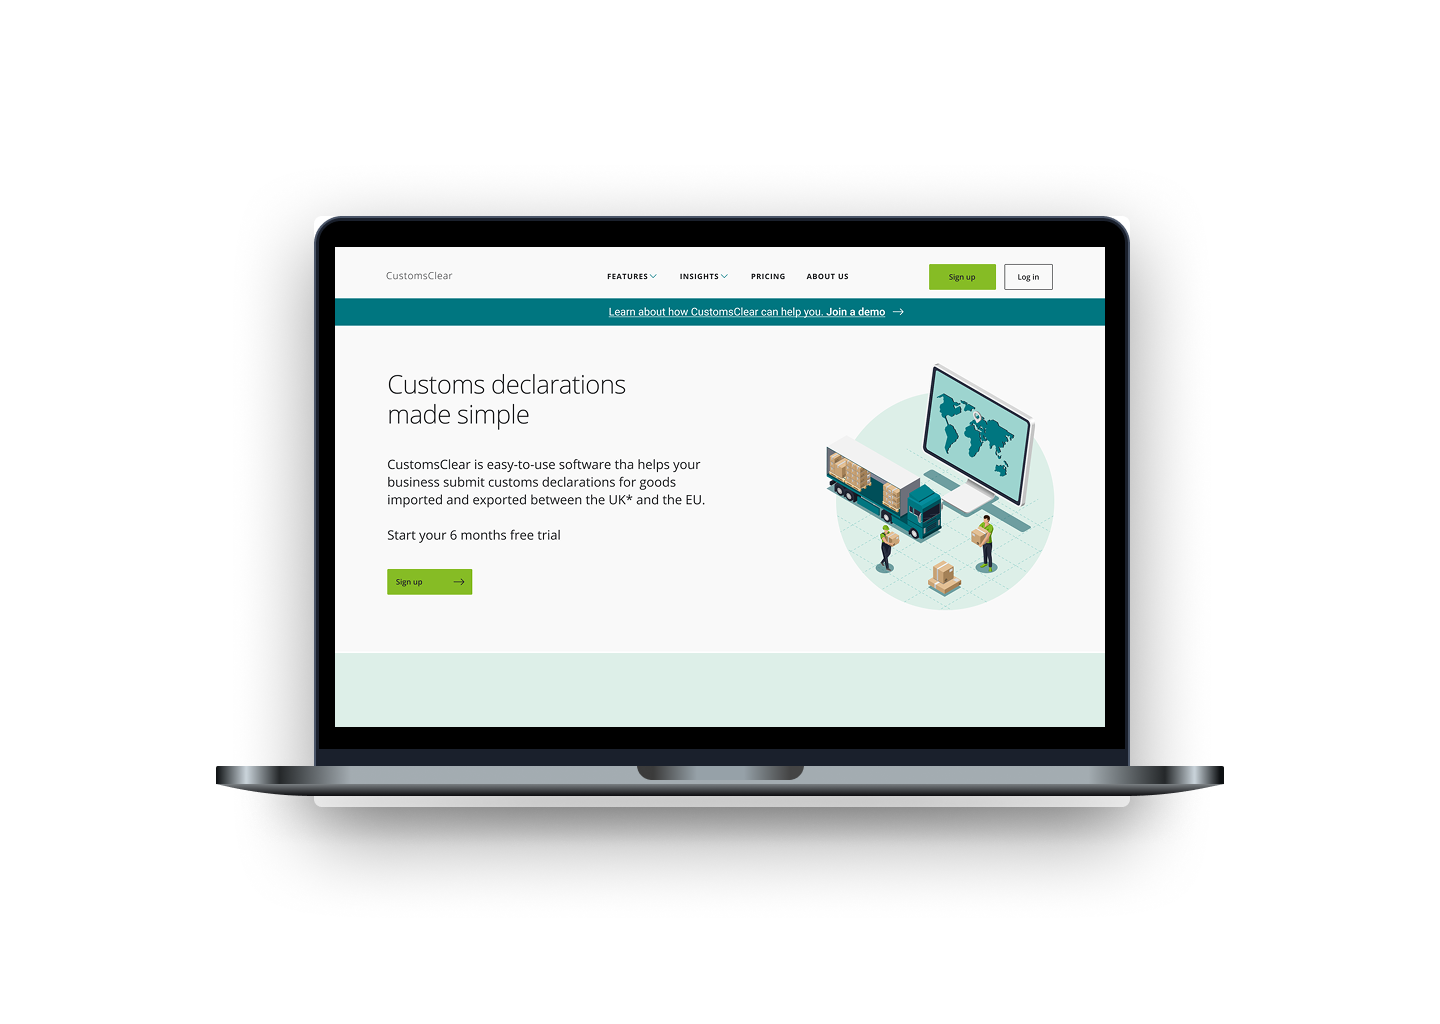 CustomsClear
FEATURES
INSIGHTS
PRICING
ABOUT US
Sign up
Log in
Learn about how CustomsClear can help you. Join a demo
Customs declarations
made simple
CustomsClear is easy-to-use software tha helps your
business submit customs declarations for goods
imported and exported between the UK* and the EU.
Start your 6 months free trial
Sign up